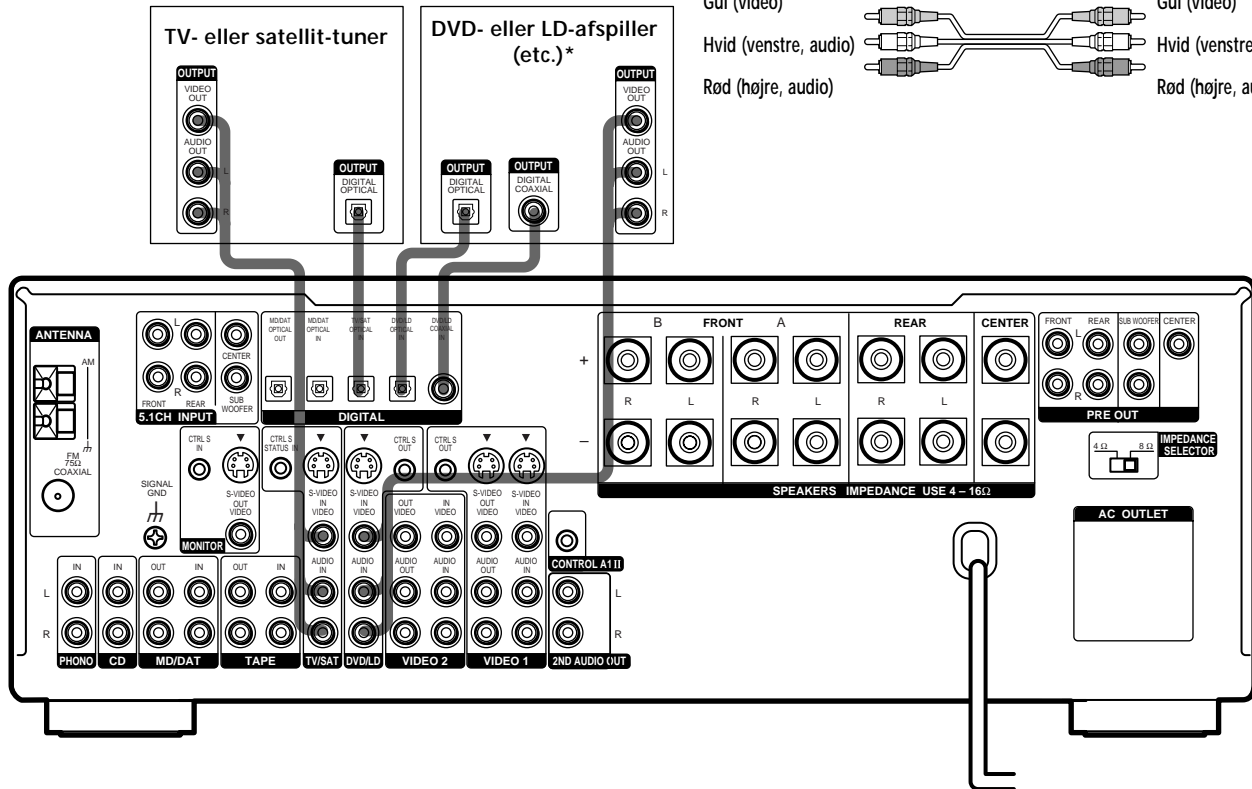 Gul (video)
Gul (video)
Hvid (venstre, audio)
Hvid (venstre
Rød (højre, audio)
Rød (højre, au
TV- eller satellit-tuner
OUTPUT
VIDEO
OUT
AUDIO
OUT
L
R
OUTPUT
DIGITAL
OPTICAL
DVD- eller LD-afspiller
(etc.)*
OUTPUT
DIGITAL
OPTICAL
OUTPUT
DIGITAL
COAXIAL
OUTPUT
VIDEO
OUT
AUDIO
OUT
L
R
ANTENNA
AM
FM
75Ω
COAXIAL
L
R
FRONT
REAR
CENTER
SUB
WOOFER
5.1CH INPUT
MD/DAT
OPTICAL
OUT
MD/DAT
OPTICAL
IN
TV/SAT
OPTICAL
IN
DVD/LD
OPTICAL
IN
DVD/LD
COAXIAL
IN
DIGITAL
B FRONT A
REAR
CENTER
+
R L R L R L
–
SPEAKERS IMPEDANCE USE 4 – 16Ω
FRONT
REAR
SUB WOOFER
CENTER
L
R
PRE OUT
4 Ω
8 Ω
IMPEDANCE
SELECTOR
AC OUTLET
SIGNAL
GND
CTRL S
IN
S-VIDEO
OUT
VIDEO
MONITOR
CTRL S
STATUS IN
S-VIDEO
IN
VIDEO
AUDIO
IN
TV/SAT
S-VIDEO
IN
VIDEO
AUDIO
IN
DVD/LD
CTRL S
OUT
OUT
VIDEO
IN
VIDEO
AUDIO
OUT
AUDIO
IN
VIDEO 2
CTRL S
OUT
S-VIDEO
OUT
VIDEO
S-VIDEO
IN
VIDEO
AUDIO
OUT
AUDIO
IN
VIDEO 1
CONTROL A1 II
L
R
2ND AUDIO OUT
L
R
IN
PHONO
IN
CD
OUT
IN
MD/DAT
OUT
IN
TAPE